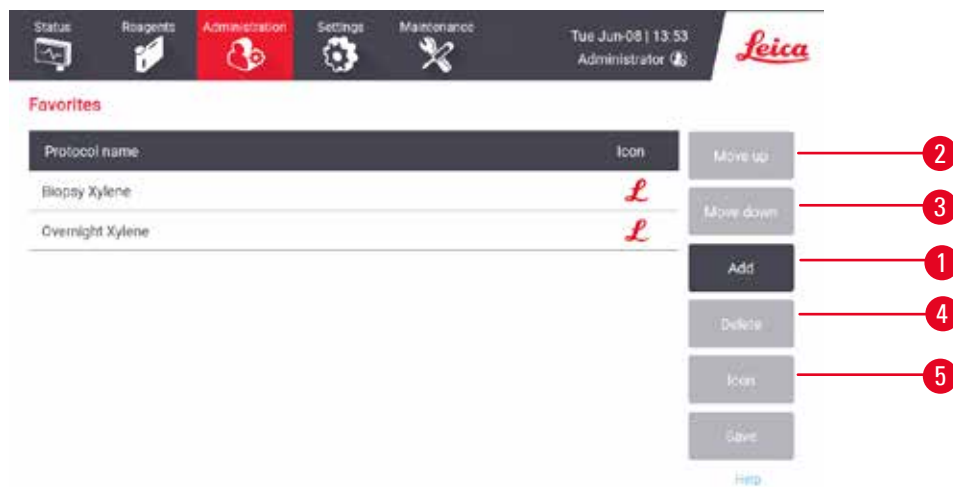 Status Reagents Administration Settings Maintenance
Tue Jun-08 | 13:53
Administrator
Leica
Favorites
Protocol name Icon
Biopsy Xylene L
Overnight Xylene L
Move up 2
Move down 3
Add 1
Delete 4
Icon 5
Save
Help